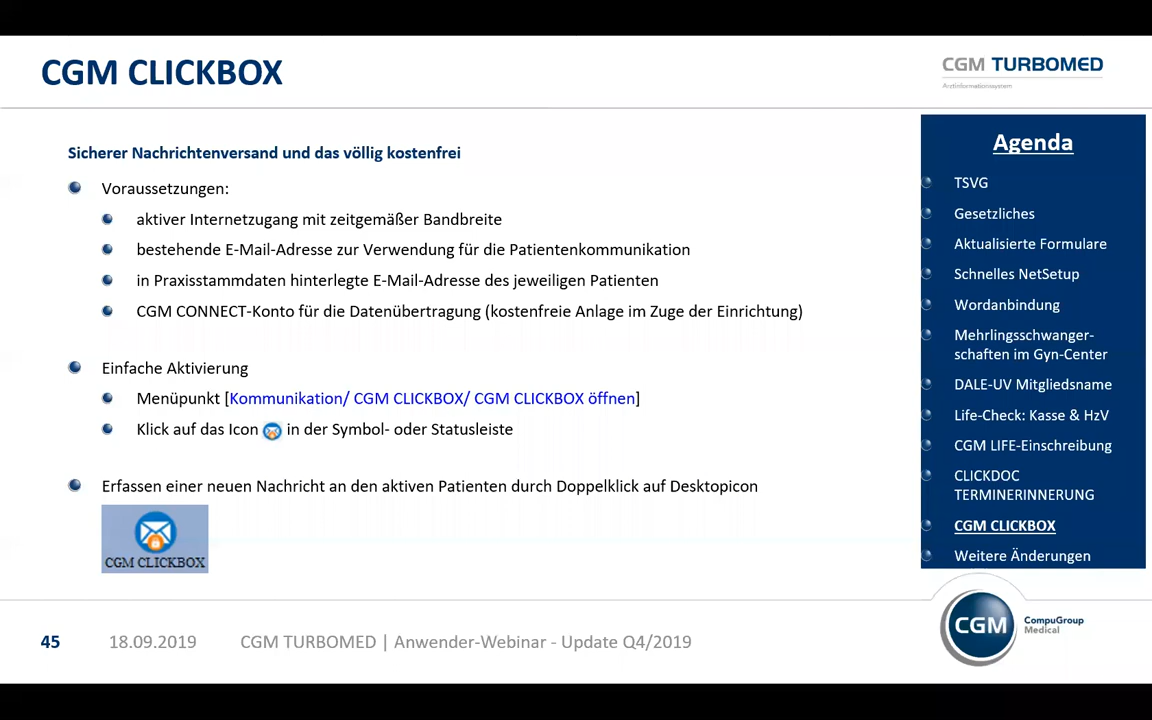 CGM CLICKBOX
CGM TURBOMED
Arztinformationssystem
Sicherer Nachrichtenversand und das völlig kostenfrei
Voraussetzungen:
aktiver Internetzugang mit zeitgemäßer Bandbreite
bestehende E-Mail-Adresse zur Verwendung für die Patientenkommunikation
in Praxisstammdaten hinterlegte E-Mail-Adresse des jeweiligen Patienten
CGM CONNECT-Konto für die Datenübertragung (kostenfreie Anlage im Zuge der Einrichtung)
Einfache Aktivierung
Menüpunkt [Kommunikation/ CGM CLICKBOX/ CGM CLICKBOX öffnen]
Klick auf das Icon in der Symbol- oder Statusleiste
Erfassen einer neuen Nachricht an den aktiven Patienten durch Doppelklick auf Desktopicon
CGM CLICKBOX
Agenda
TSVG
Gesetzliches
Aktualisierte Formulare
Schnelles NetSetup
Wordanbindung
Mehrlingsschwanger-
schaften im Gyn-Center
DALE-UV Mitgliedsname
Life-Check: Kasse & HzV
CGM LIFE-Einschreibung
CLICKDOC
TERMINERINNERUNG
CGM CLICKBOX
Weitere Änderungen
45
18.09.2019
CGM TURBOMED | Anwender-Webinar - Update Q4/2019
CGM
CompuGroup
Medical